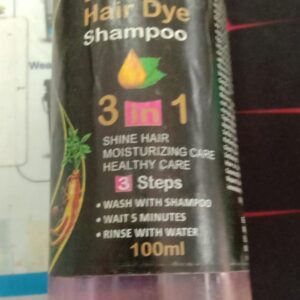 Hair Dye
Shampoo
3 in 1
SHINE HAIR
MOISTURIZING CARE
HEALTHY CARE
3 Steps
• WASH WITH SHAMPOO
• WAIT 5 MINUTES
• RINSE WITH WATER
100ml